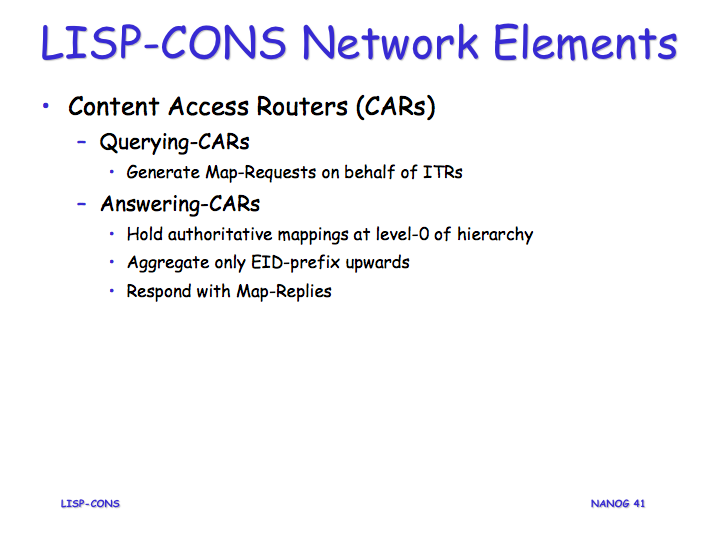 LISP-CONS Network Elements
• Content Access Routers (CARs)
– Querying-CARs
• Generate Map-Requests on behalf of ITRs
– Answering-CARs
• Hold authoritative mappings at level-0 of hierarchy
• Aggregate only EID-prefix upwards
• Respond with Map-Replies
LISP-CONS
NANOG 41